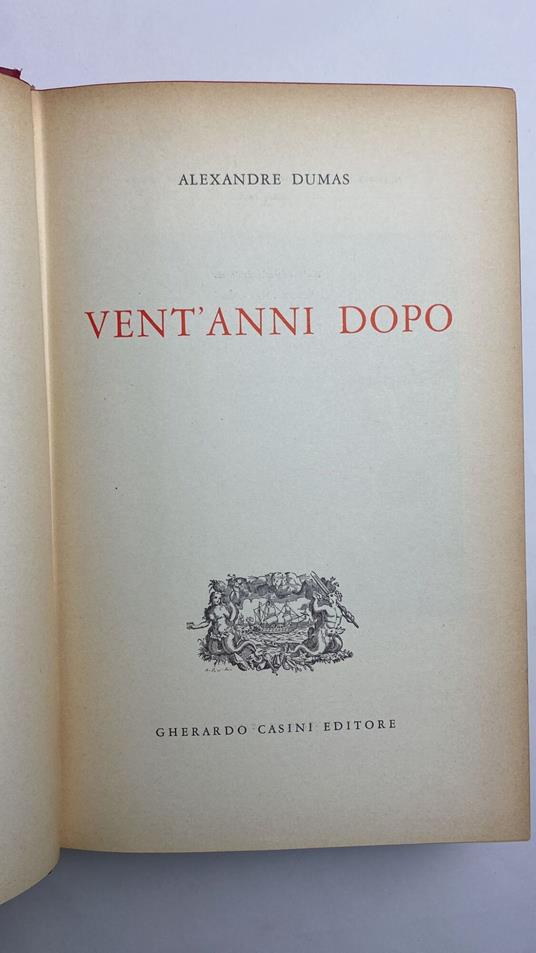 ALEXANDRE DUMAS
VENT'ANNI DOPO
GHERARDO CASINI EDITORE